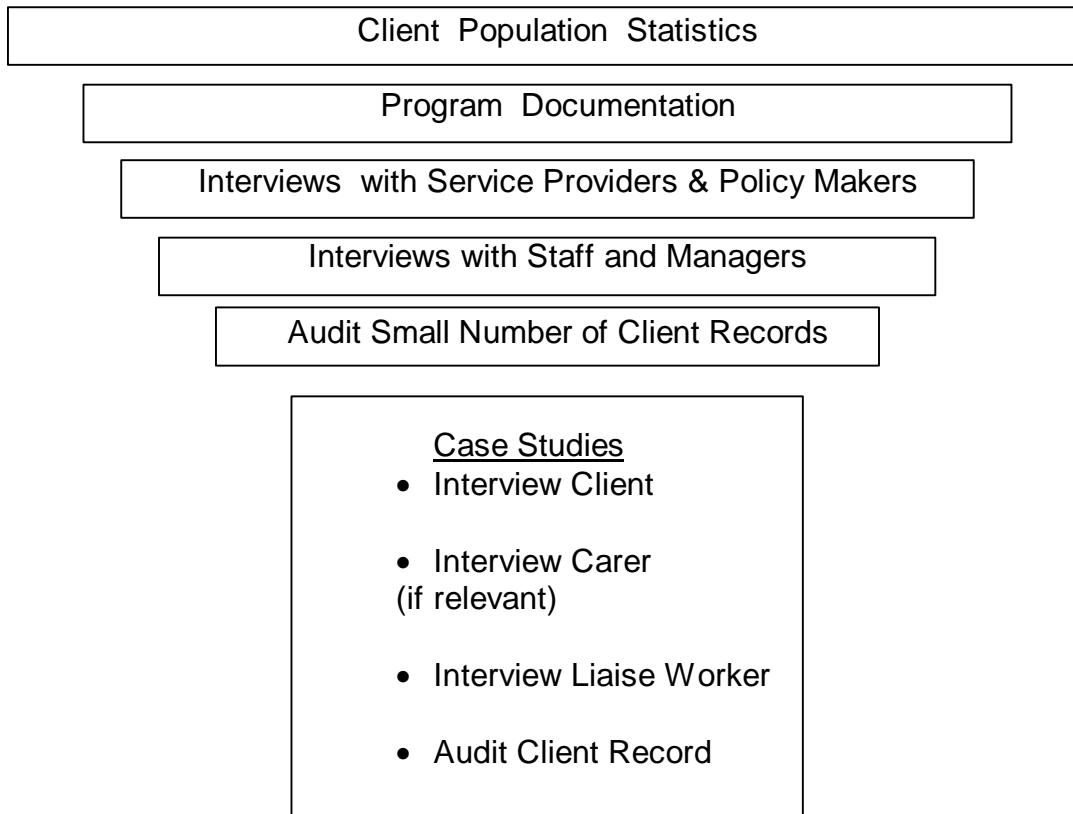 Client Population Statistics
Program Documentation
Interviews with Service Providers & Policy Makers
Interviews with Staff and Managers
Audit Small Number of Client Records
Case Studies
• Interview Client
• Interview Carer
(if relevant)
• Interview Liaise Worker
• Audit Client Record